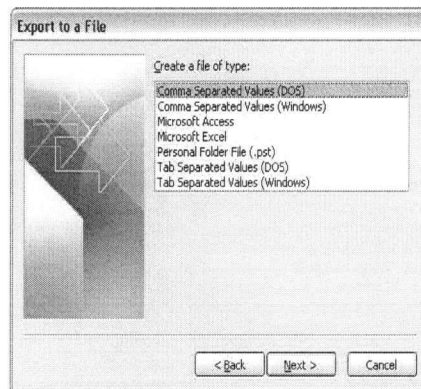 Export to a File
Create a file of type:
Comma Separated Values (DOS)
Comma Separated Values (Windows)
Microsoft Access
Microsoft Excel
Personal Folder File (.pst)
Tab Separated Values (DOS)
Tab Separated Values (Windows)
< Back
Next >
Cancel